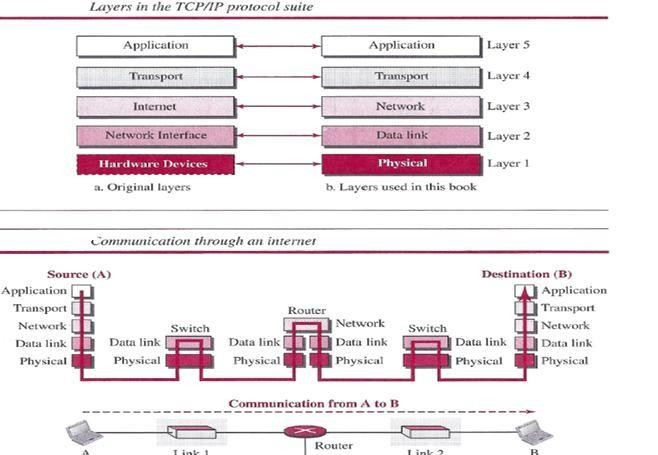 Layers in the TCP/IP protocol suite
Application Application Layer 5
Transport Transport Layer 4
Internet Network Layer 3
Network Interface Data link Layer 2
Hardware Devices Physical Layer 1
a. Original layers b. Layers used in this book
Communication through an internet
Source (A) Destination (B)
Application Application
Transport Router Transport
Network Switch Network Switch Network
Data link Data link Data link Data link Data link Data link
Physical Physical Physical Physical Physical Physical
Communication from A to B
Router
A Link 1 Link 2 B